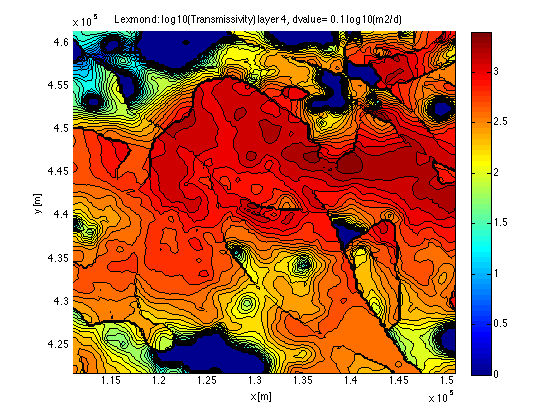 x 10^5
Lexmond: log10(Transmissivity) layer 4, dvalue= 0.1 log10(m2/d)
4.6
4.55
4.5
4.45
4.4
4.35
4.3
4.25
y [m]
1.15 1.2 1.25 1.3 1.35 1.4 1.45 1.5
x [m]
x 10^5
3
2.5
2
1.5
1
0.5
0